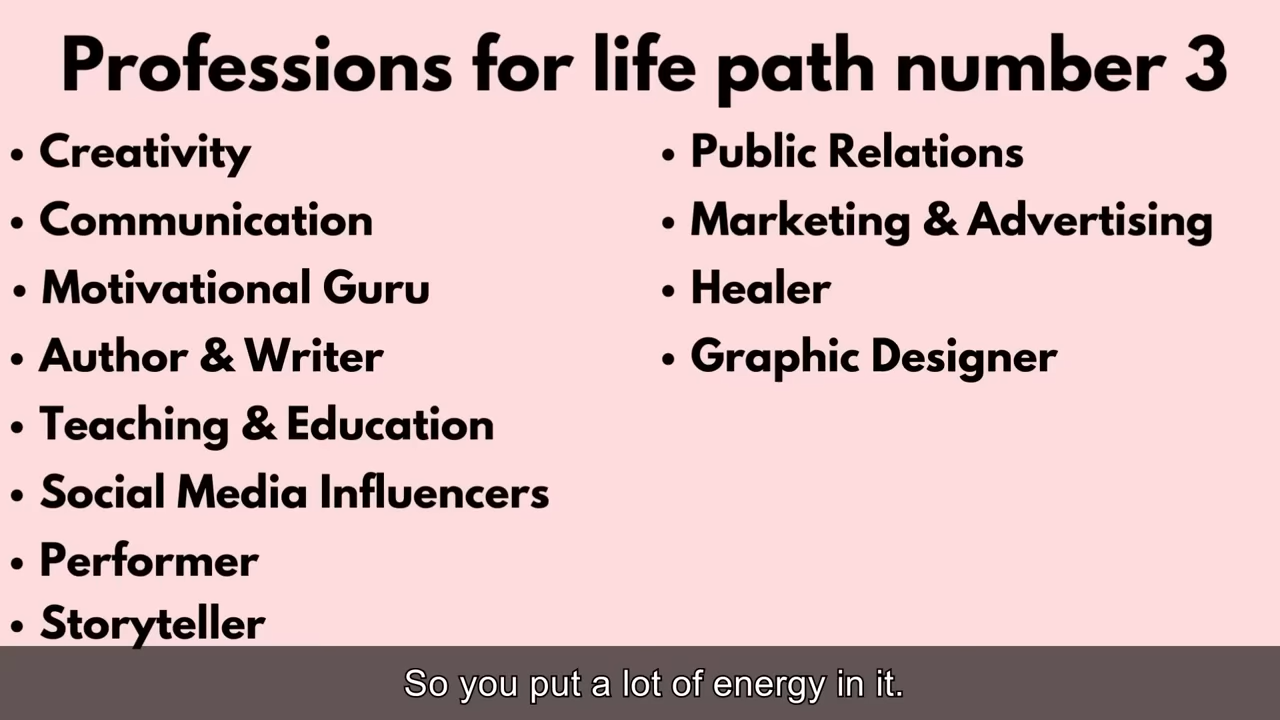 Professions for life path number 3
• Creativity
• Communication
• Motivational Guru
• Author & Writer
• Teaching & Education
• Social Media Influencers
• Performer
• Storyteller
• Public Relations
• Marketing & Advertising
• Healer
• Graphic Designer
So you put a lot of energy in it.